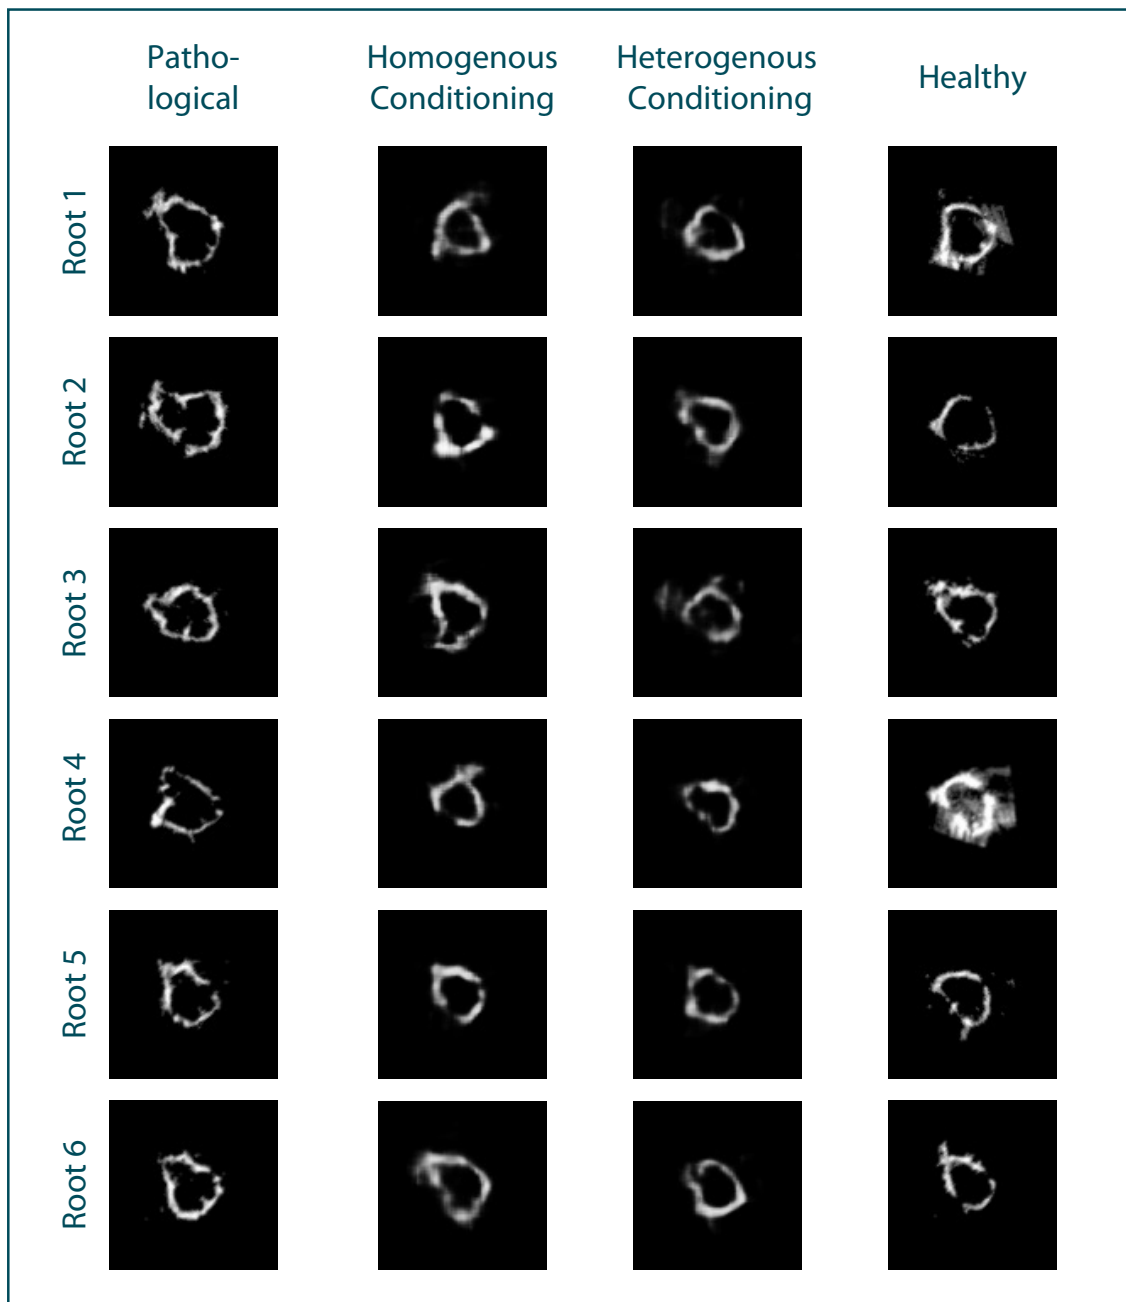 Patho-
logical
Homogenous
Conditioning
Heterogenous
Conditioning
Healthy
Root 1
Root 2
Root 3
Root 4
Root 5
Root 6